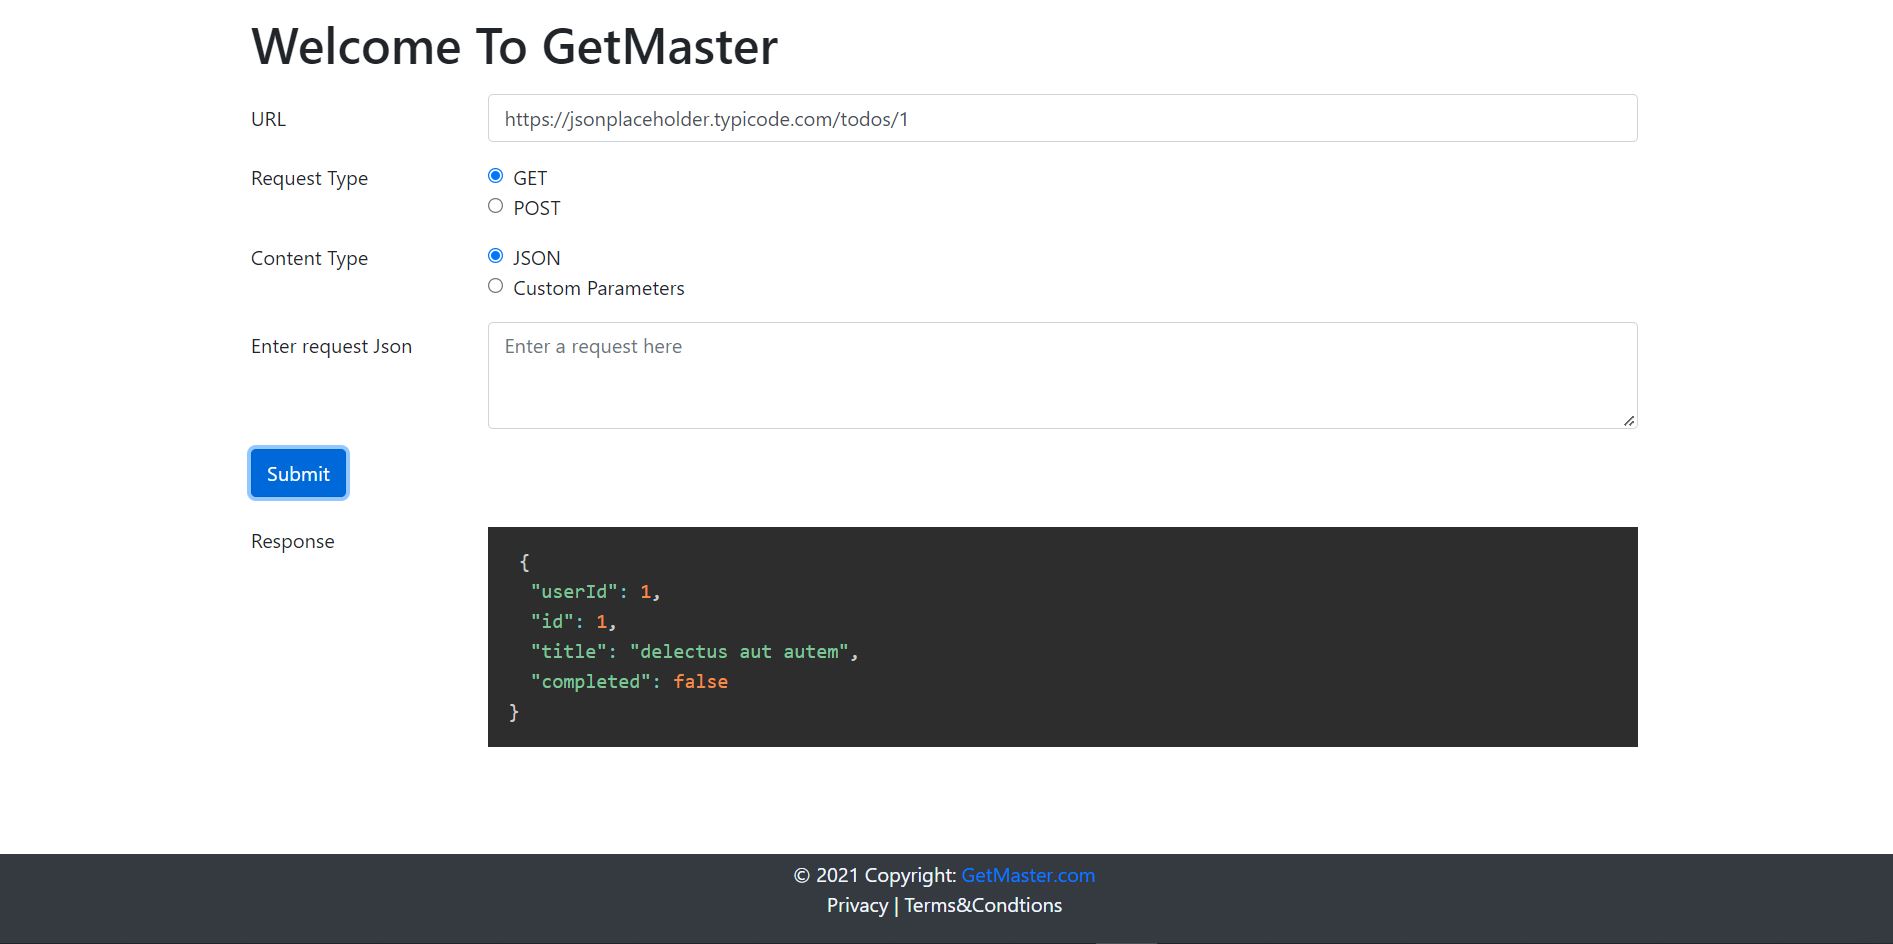 Welcome To GetMaster
URL
https://jsonplaceholder.typicode.com/todos/1
Request Type
GET
POST
Content Type
JSON
Custom Parameters
Enter request Json
Enter a request here
Submit
Response
{
"userId": 1,
"id": 1,
"title": "delectus aut autem",
"completed": false
}
© 2021 Copyright: GetMaster.com
Privacy | Terms&Condtions